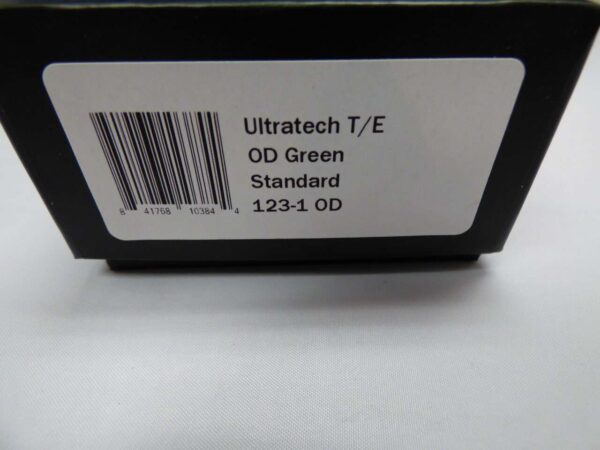 Ultratech T/E
OD Green
Standard
123-1 OD
8 41768 10384 4